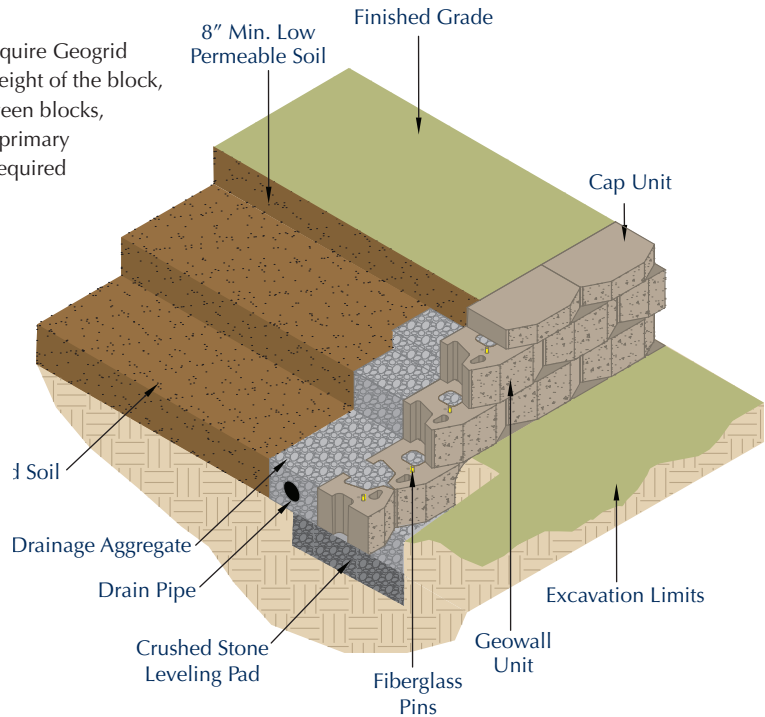 Finished Grade
8” Min. Low
Permeable Soil
quire Geogrid
eight of the block,
een blocks,
primary
equired
Cap Unit
d Soil
Drainage Aggregate
Drain Pipe
Crushed Stone
Leveling Pad
Fiberglass
Pins
Geowall
Unit
Excavation Limits